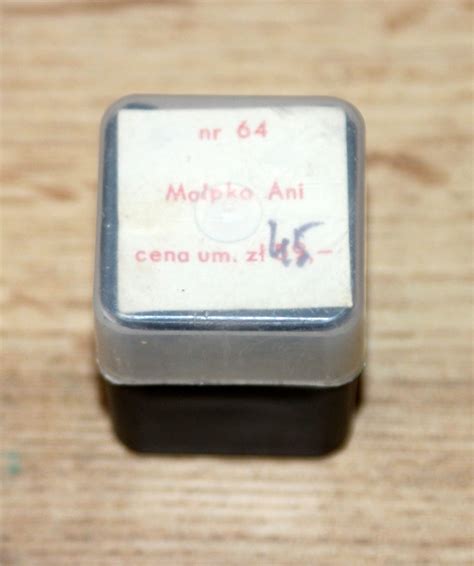 nr 64
Małpka Ani
cena um. zł 45,-